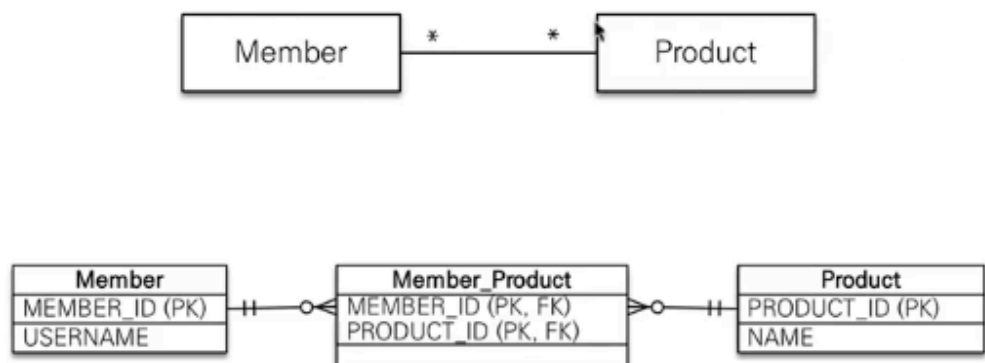 Member
* *
Product
Member
MEMBER_ID (PK)
USERNAME
Member_Product
MEMBER_ID (PK, FK)
PRODUCT_ID (PK, FK)
Product
PRODUCT_ID (PK)
NAME